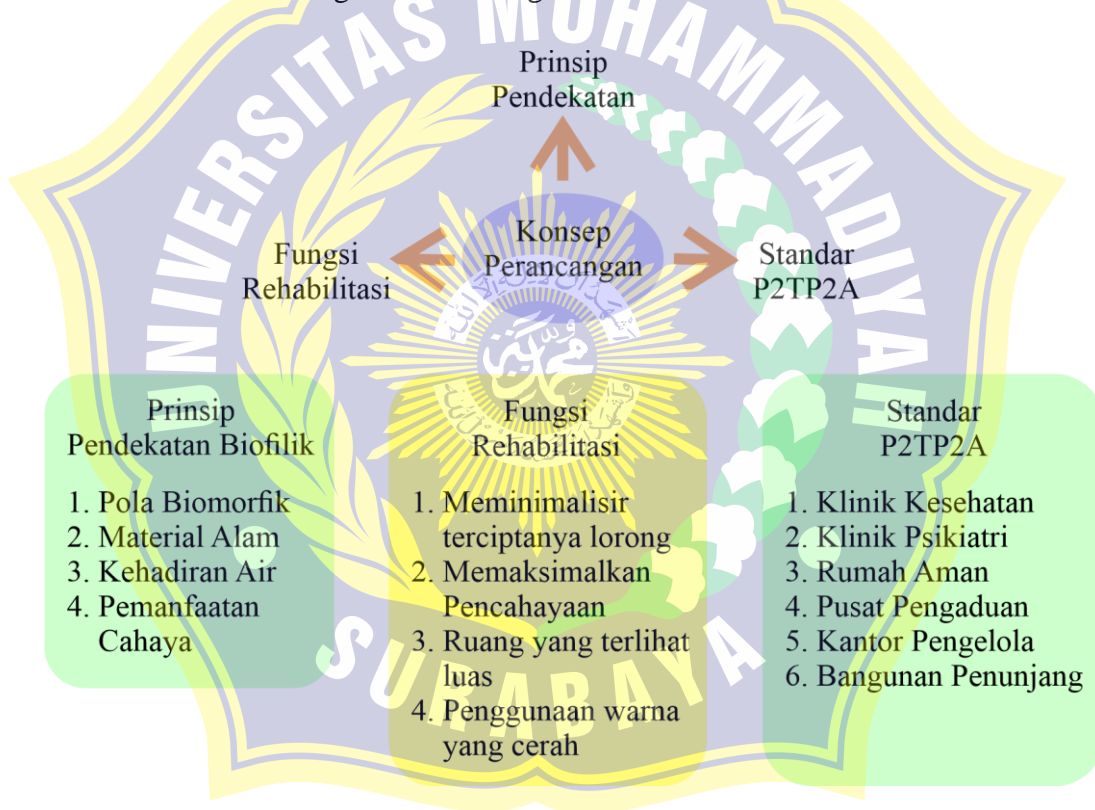 UNIVERSITAS MUHAMMADIYAH
SURABAYA
Prinsip
Pendekatan
Konsep
Perancangan
Fungsi
Rehabilitasi
Standar
P2TP2A
Prinsip
Pendekatan Biofilik
1. Pola Biomorfik
2. Material Alam
3. Kehadiran Air
4. Pemanfaatan
Cahaya
Fungsi
Rehabilitasi
1. Meminimalisir
terciptanya lorong
2. Memaksimalkan
Pencahayaan
3. Ruang yang terlihat
luas
4. Penggunaan warna
yang cerah
Standar
P2TP2A
1. Klinik Kesehatan
2. Klinik Psikiatri
3. Rumah Aman
4. Pusat Pengaduan
5. Kantor Pengelola
6. Bangunan Penunjang